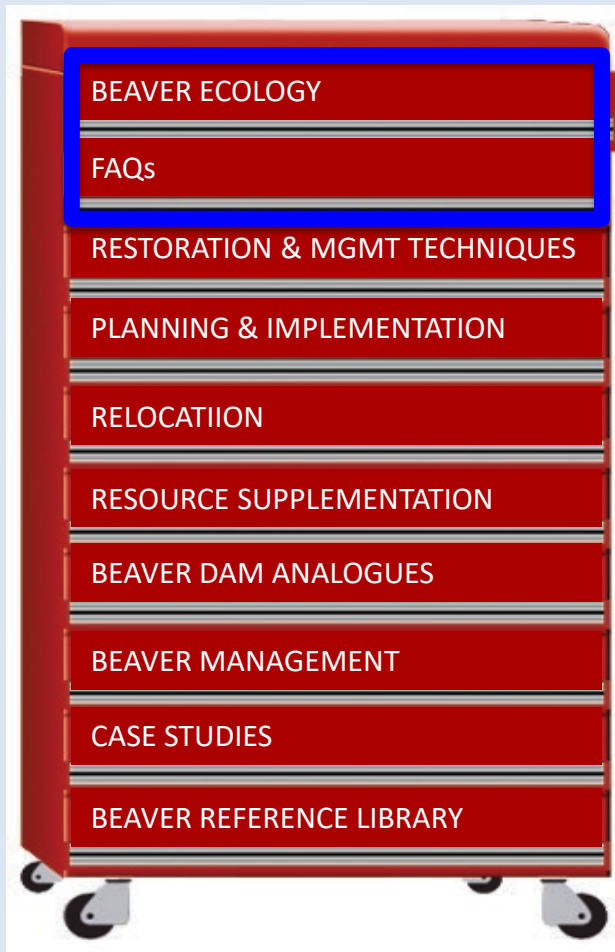 BEAVER ECOLOGY
FAQs
RESTORATION & MGMT TECHNIQUES
PLANNING & IMPLEMENTATION
RELOCATIION
RESOURCE SUPPLEMENTATION
BEAVER DAM ANALOGUES
BEAVER MANAGEMENT
CASE STUDIES
BEAVER REFERENCE LIBRARY